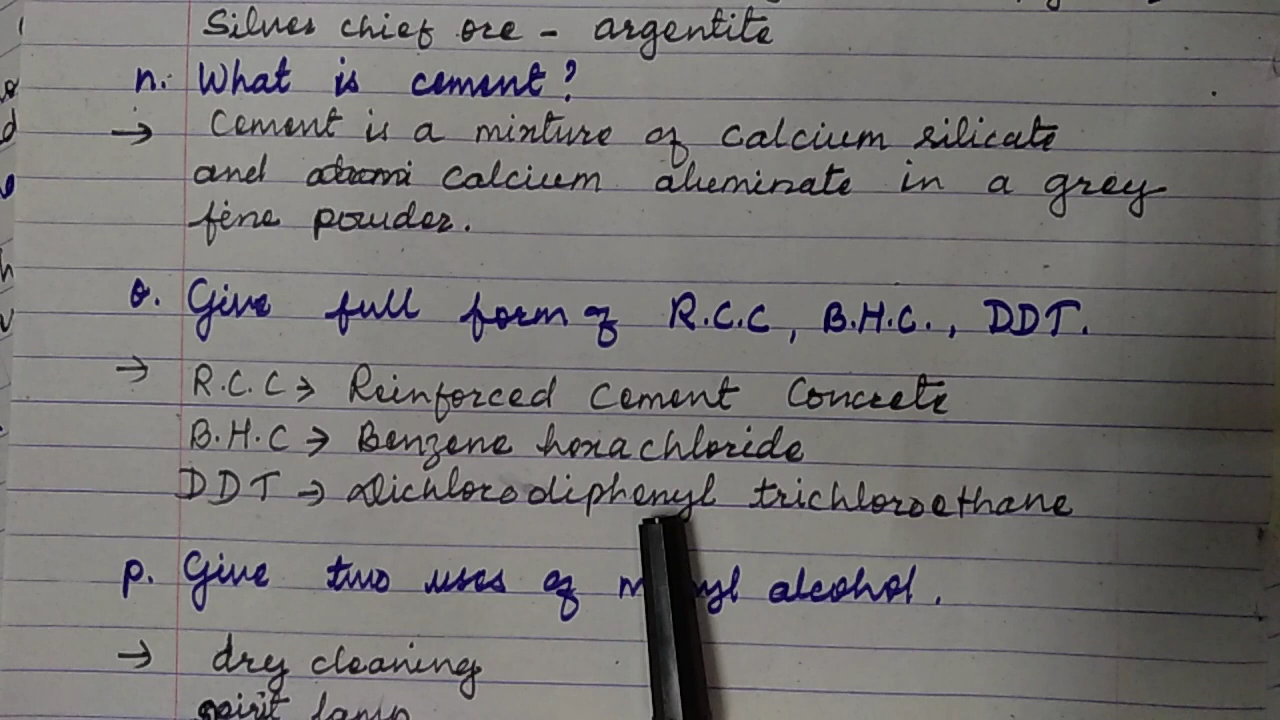 Silver chief ore - argentite
n. What is cement?
→ Cement is a mixture of calcium silicate
and calcium aluminate in a grey
fine powder.
o. Give full form of R.C.C, B.H.C., DDT.
→ R.C.C → Reinforced Cement Concrete
B.H.C → Benzene hexachloride
DDT → Dichlorodiphenyl trichloroethane
p. Give two uses of alcohol.
→ dry cleaning
spirit lamp